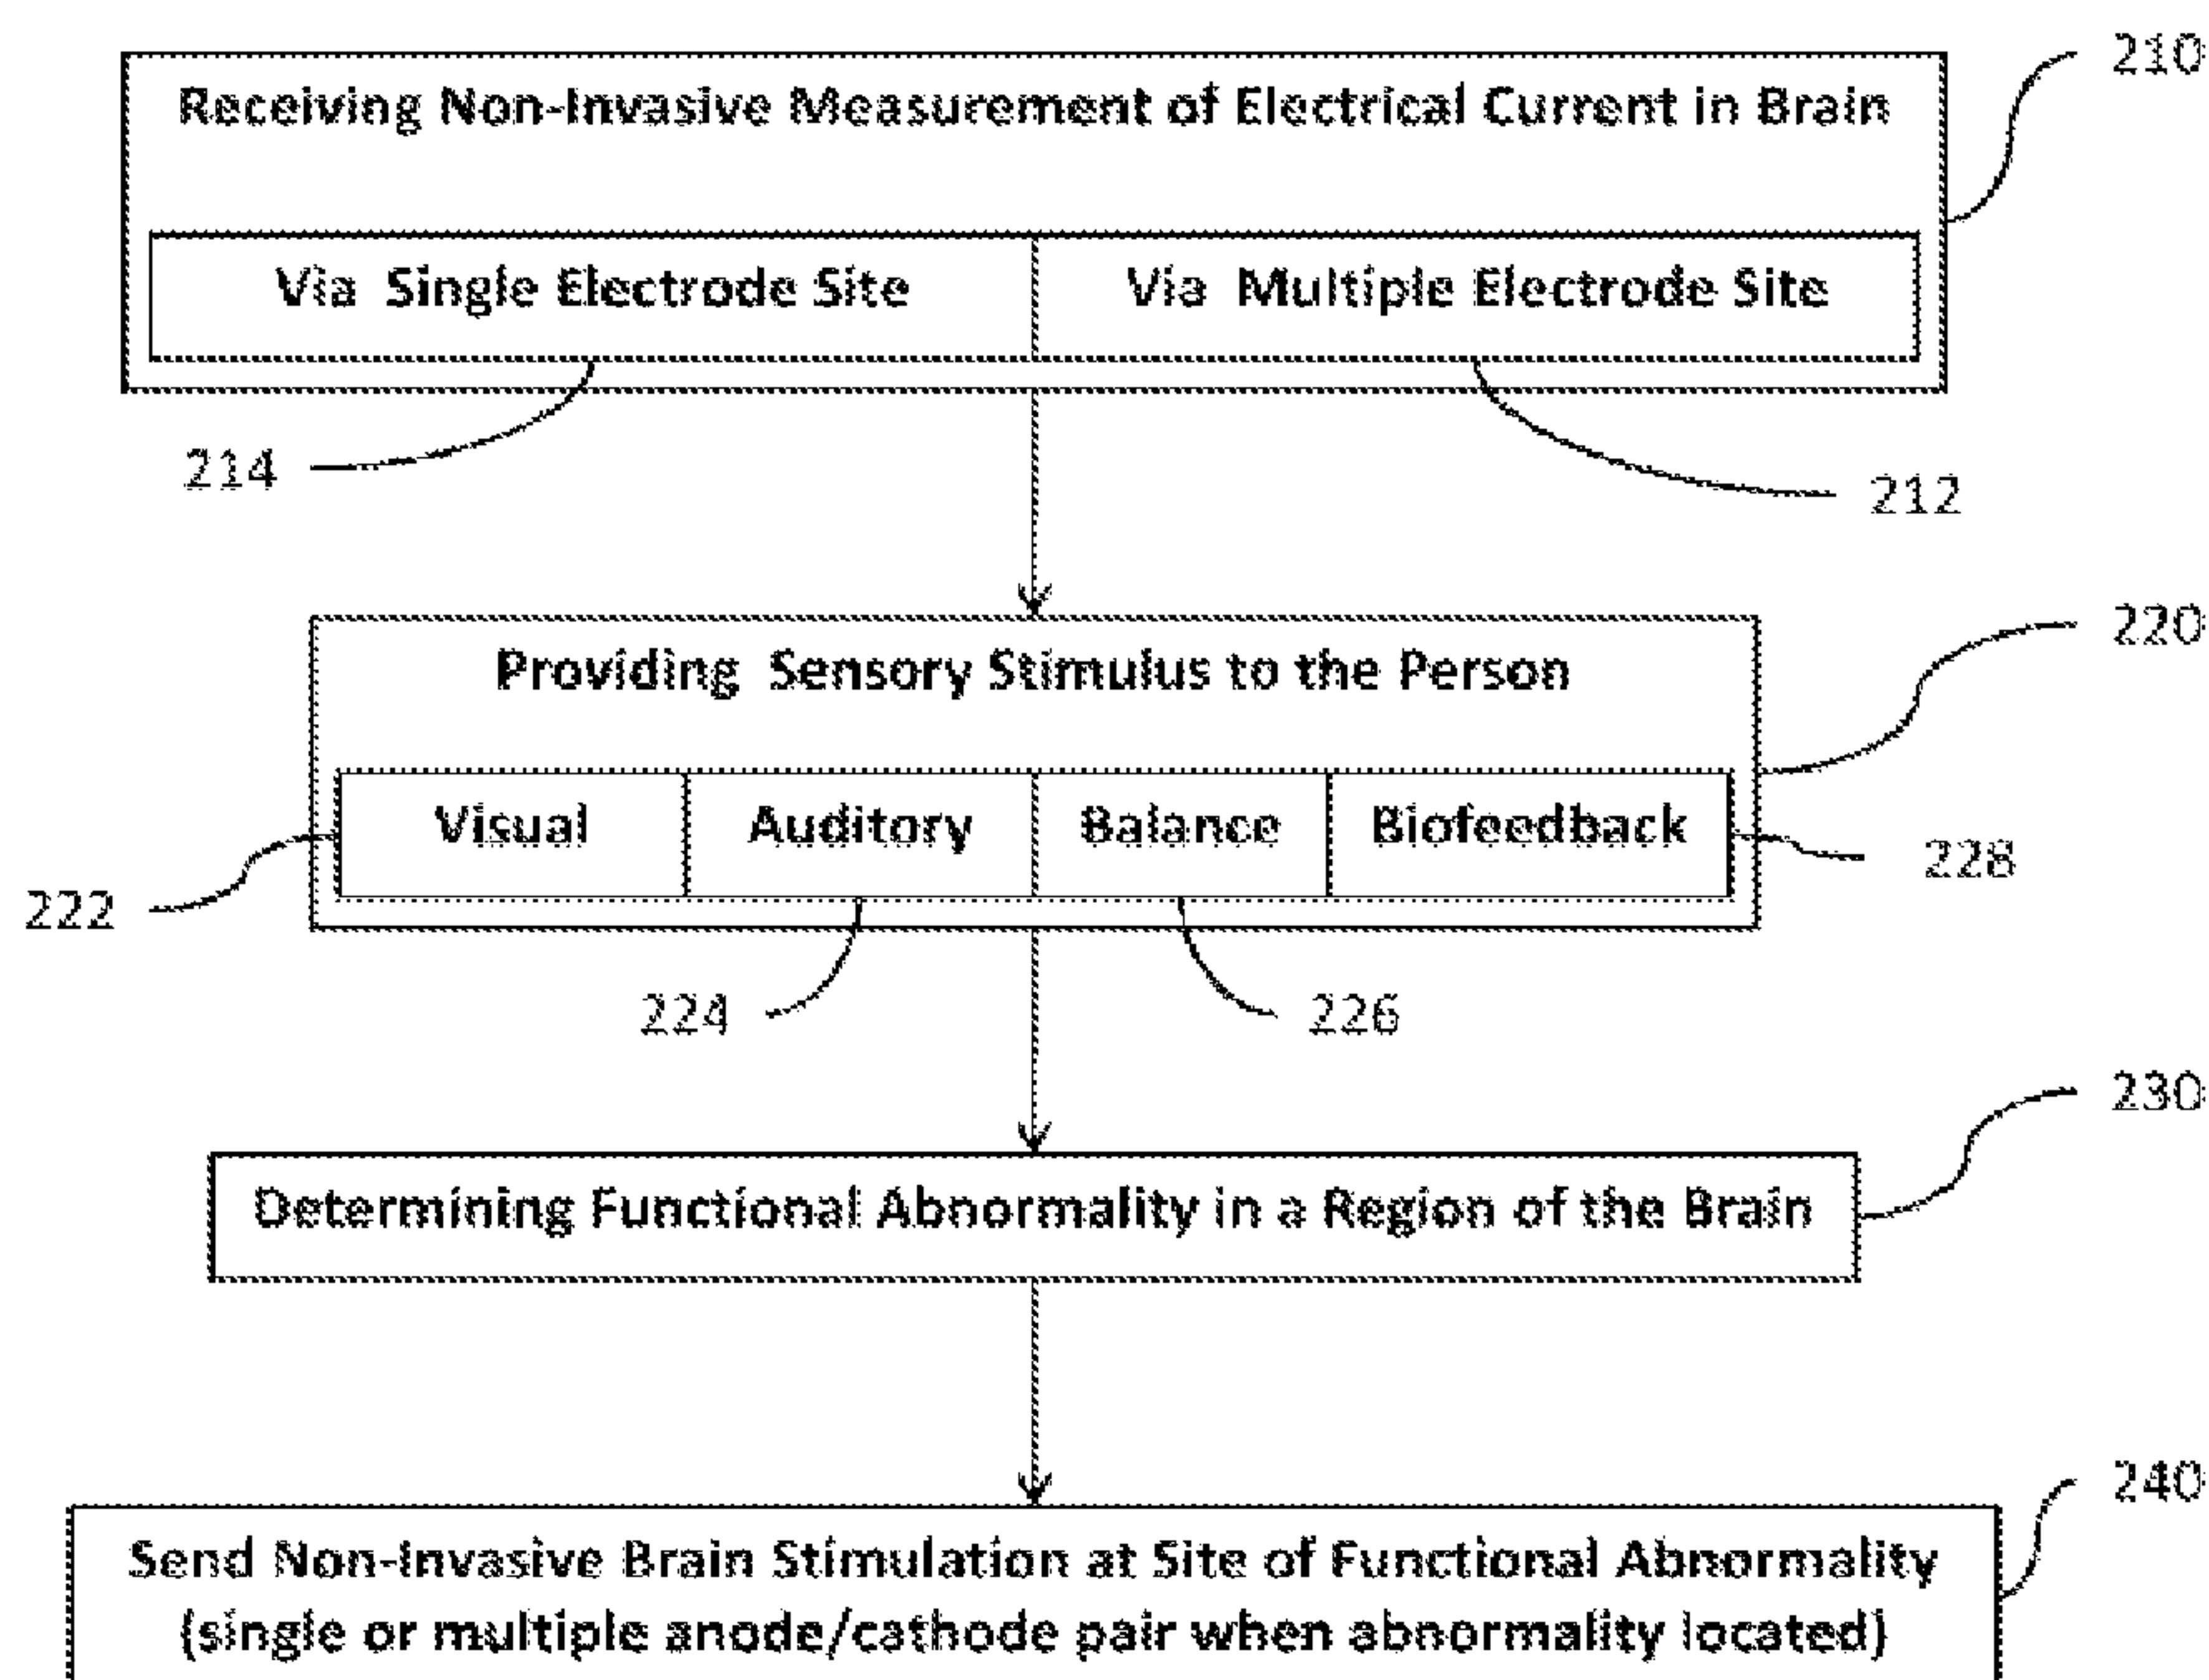 210
Receiving Non-Invasive Measurement of Electrical Current in Brain
Via Single Electrode Site
Via Multiple Electrode Site
214
212
220
Providing Sensory Stimulus to the Person
Visual
Auditory
Balance
Biofeedback
222
228
224
226
230
Determining Functional Abnormality in a Region of the Brain
240
Send Non-Invasive Brain Stimulation at Site of Functional Abnormality
(single or multiple anode/cathode pair when abnormality located)